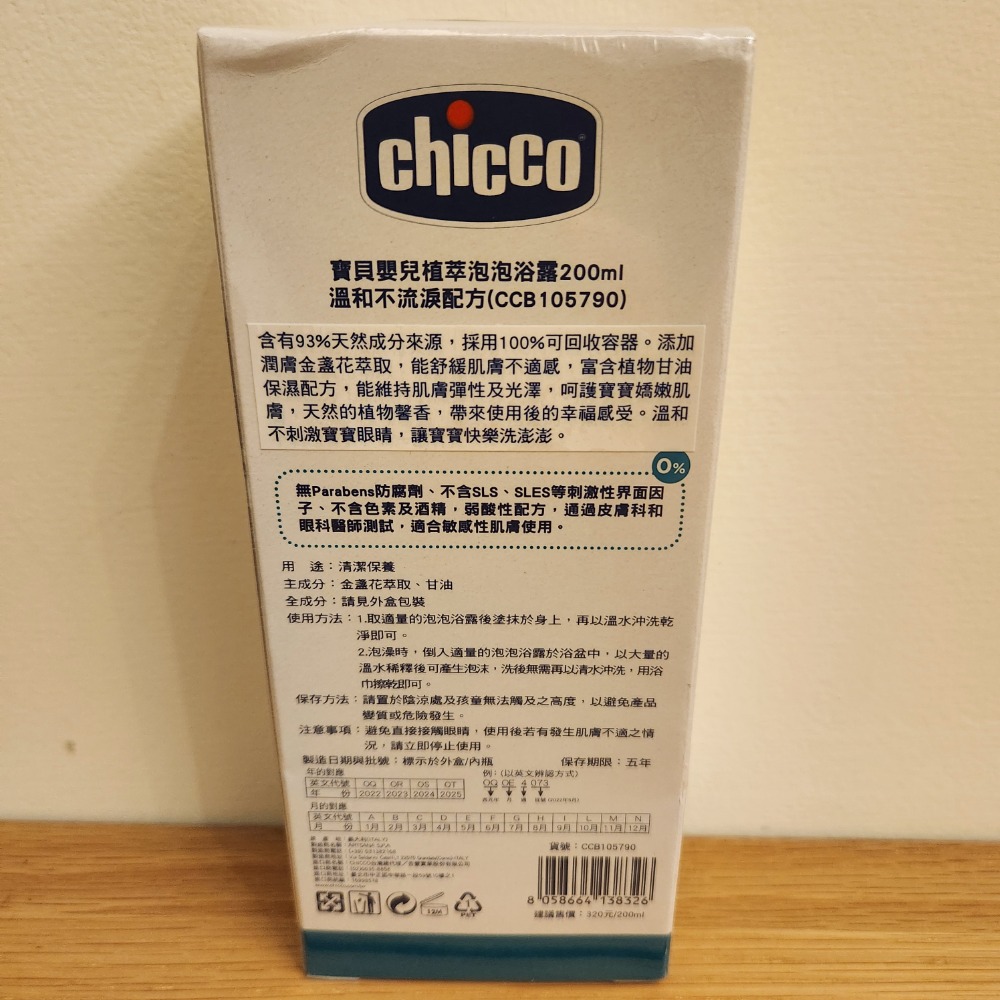 chicco
寶貝嬰兒植萃泡泡浴露200ml
溫和不流淚配方(CCB105790)
含有93%天然成分來源，採用100%可回收容器。添加
潤膚金盞花萃取，能舒緩肌膚不適感，富含植物甘油
保濕配方，能維持肌膚彈性及光澤，呵護寶寶嬌嫩肌
膚，天然的植物馨香，帶來使用後的幸福感受。溫和
不刺激寶寶眼睛，讓寶寶快樂洗澎澎。
0%
無Parabens防腐劑、不含SLS、SLES等刺激性界面因
子、不含色素及酒精，弱酸性配方，通過皮膚科和
眼科醫師測試，適合敏感性肌膚使用。
用 途：清潔保養
主成分：金盞花萃取、甘油
全成分：請見外盒包裝
使用方法：1.取適量的泡泡浴露後塗抹於身上，再以溫水沖洗乾
淨即可。
2.泡澡時，倒入適量的泡泡浴露於浴盆中，以大量的
溫水稀釋後可產生泡沫，洗後無需再以清水沖洗，用浴
巾擦乾即可。
保存方法：請置於陰涼處及孩童無法觸及之高度，以避免產品
變質或危險發生。
注意事項：避免直接接觸眼睛，使用後若有發生肌膚不適之情
況，請立即停止使用。
製造日期與批號：標示於外盒/內瓶 保存期限：五年
年的對應 例：(以英文辨認方式)
英文代號 OQ OR OS OT OQ OE 4 073
年 份 2022 2023 2024 2025
月的對應
英文代號 A B C D E F G H I L M N
月 份 1月 2月 3月 4月 5月 6月 7月 8月 9月 10月 11月 12月
貨號：CCB105790
8 058664 138326
建議售價：320元/200ml
12M
1
PET